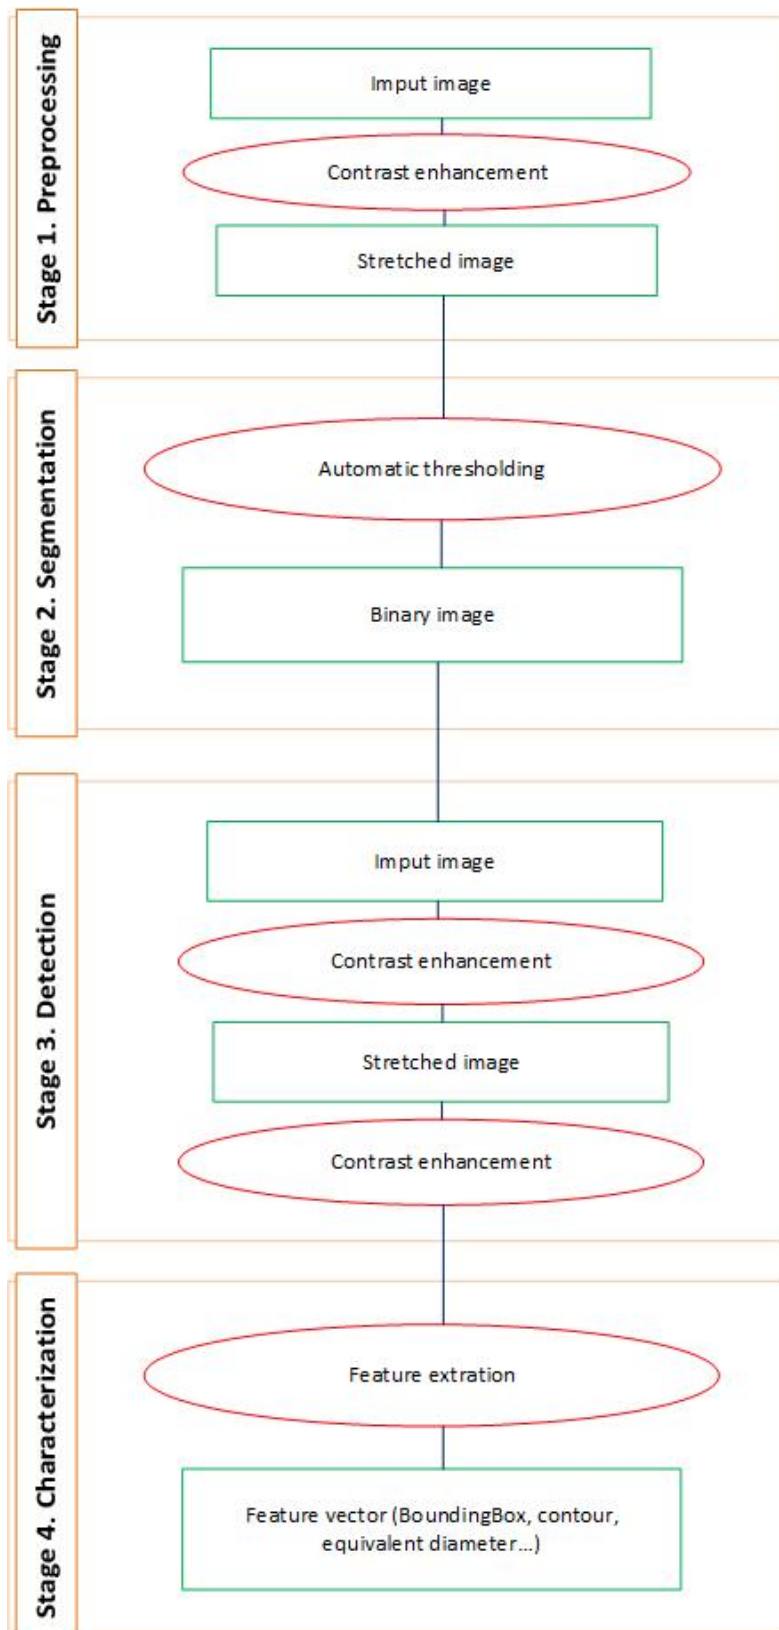 Stage 1. Preprocessing
Imput image
Contrast enhancement
Stretched image
Stage 2. Segmentation
Automatic thresholding
Binary image
Stage 3. Detection
Imput image
Contrast enhancement
Stretched image
Contrast enhancement
Stage 4. Characterization
Feature extration
Feature vector (BoundingBox, contour,
equivalent diameter...)